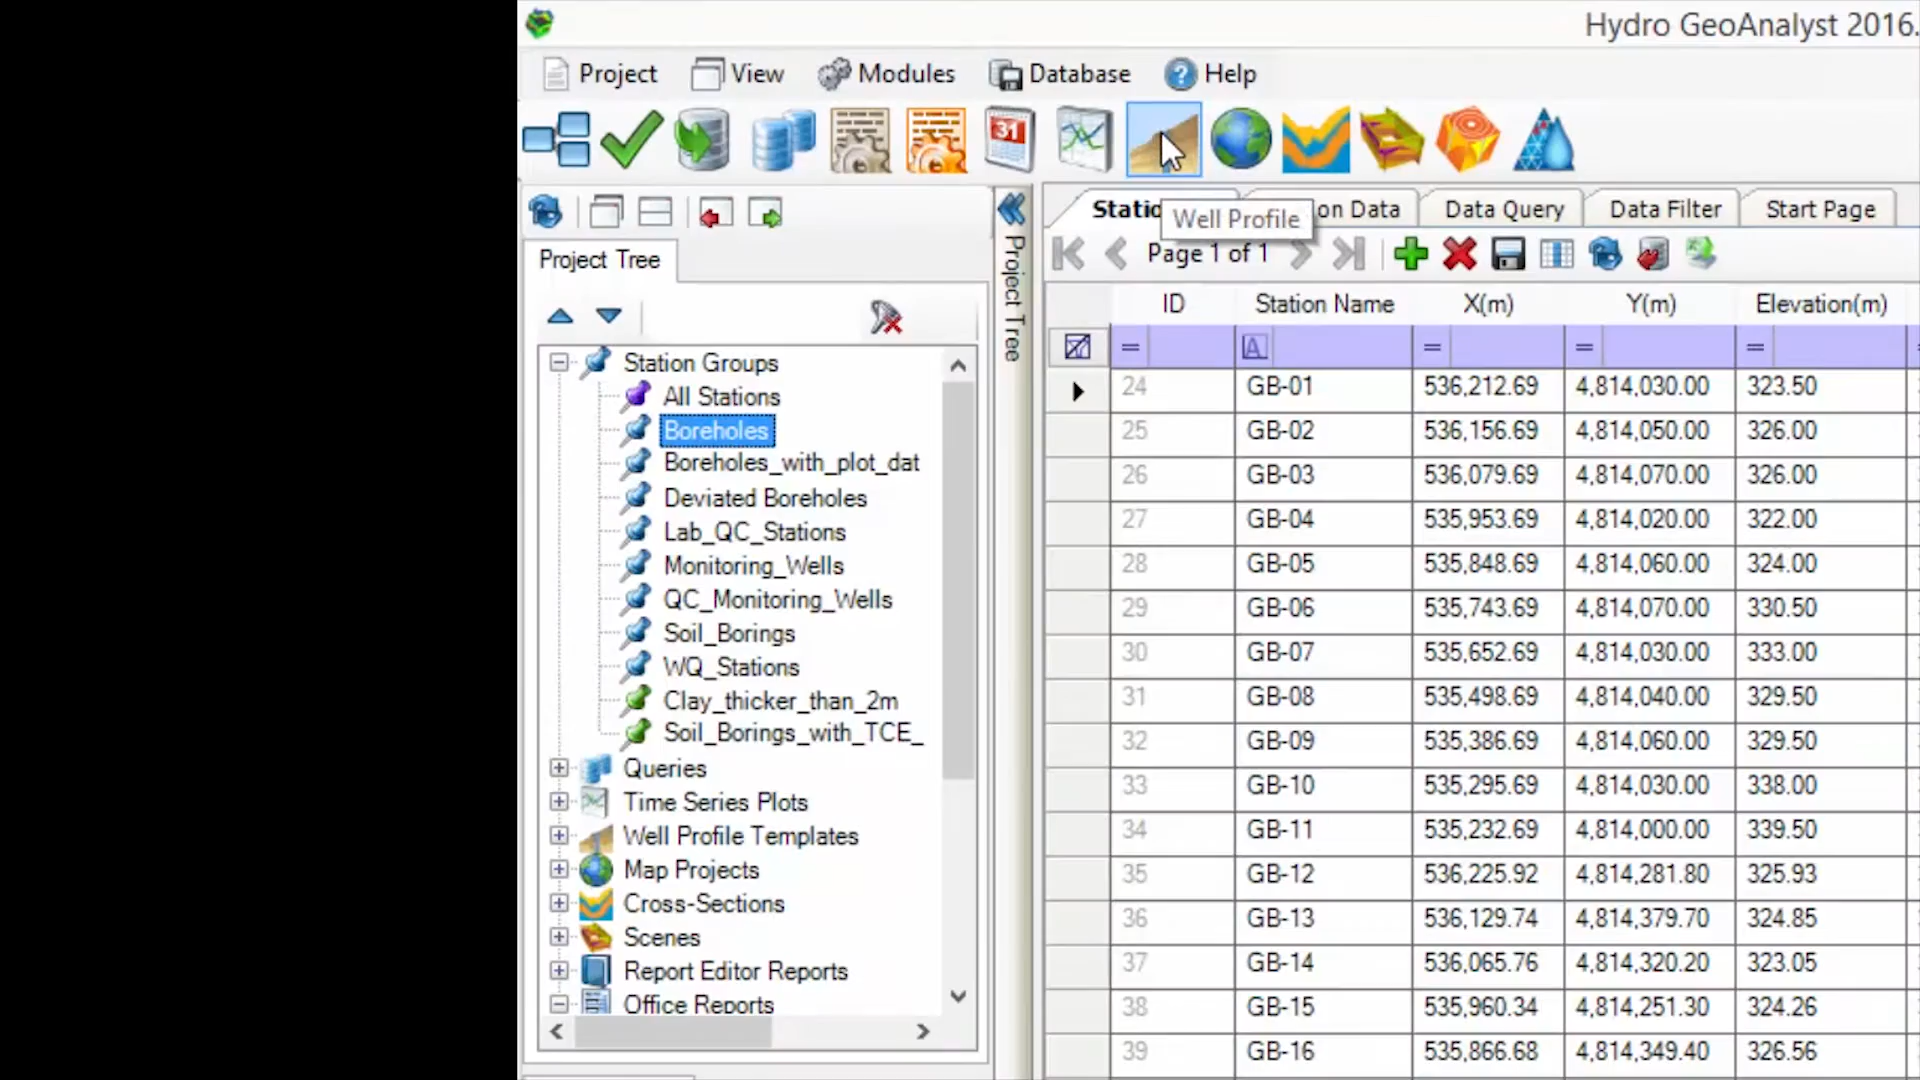 Hydro GeoAnalyst 2016.
Project View Modules Database Help
31
Well Profile
Statio on Data Data Query Data Filter Start Page
Page 1 of 1
Project Tree
Project Tree
ID Station Name X(m) Y(m) Elevation(m)
= A = = =
Station Groups
All Stations
Boreholes
Boreholes_with_plot_dat
Deviated Boreholes
Lab_QC_Stations
Monitoring_Wells
QC_Monitoring_Wells
Soil_Borings
WQ_Stations
Clay_thicker_than_2m
Soil_Borings_with_TCE_
Queries
Time Series Plots
Well Profile Templates
Map Projects
Cross-Sections
Scenes
Report Editor Reports
Office Reports
24 GB-01 536,212.69 4,814,030.00 323.50
25 GB-02 536,156.69 4,814,050.00 326.00
26 GB-03 536,079.69 4,814,070.00 326.00
27 GB-04 535,953.69 4,814,020.00 322.00
28 GB-05 535,848.69 4,814,060.00 324.00
29 GB-06 535,743.69 4,814,070.00 330.50
30 GB-07 535,652.69 4,814,030.00 333.00
31 GB-08 535,498.69 4,814,040.00 329.50
32 GB-09 535,386.69 4,814,060.00 329.50
33 GB-10 535,295.69 4,814,030.00 338.00
34 GB-11 535,232.69 4,814,000.00 339.50
35 GB-12 536,225.92 4,814,281.80 325.93
36 GB-13 536,129.74 4,814,379.70 324.85
37 GB-14 536,065.76 4,814,320.20 323.05
38 GB-15 535,960.34 4,814,251.30 324.26
39 GB-16 535,866.68 4,814,349.40 326.56